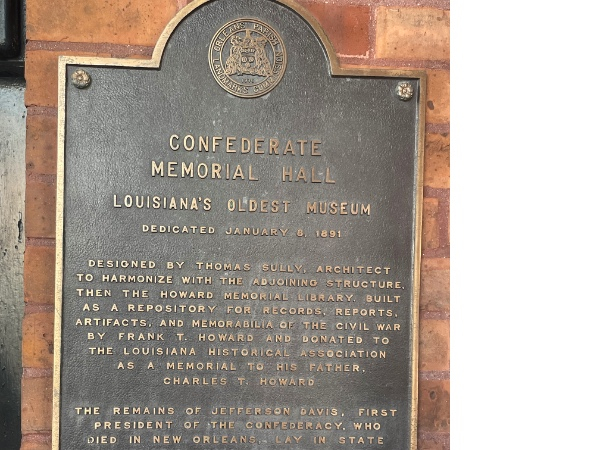 CONFEDERATE
MEMORIAL HALL
LOUISIANA'S OLDEST MUSEUM
DEDICATED JANUARY 8, 1891
DESIGNED BY THOMAS SULLY, ARCHITECT
TO HARMONIZE WITH THE ADJOINING STRUCTURE,
THEN THE HOWARD MEMORIAL LIBRARY. BUILT
AS A REPOSITORY FOR RECORDS, REPORTS,
ARTIFACTS, AND MEMORABILIA OF THE CIVIL WAR
BY FRANK T. HOWARD AND DONATED TO
THE LOUISIANA HISTORICAL ASSOCIATION
AS A MEMORIAL TO HIS FATHER,
CHARLES T. HOWARD
THE REMAINS OF JEFFERSON DAVIS, FIRST
PRESIDENT OF THE CONFEDERACY, WHO
DIED IN NEW ORLEANS, LAY IN STATE